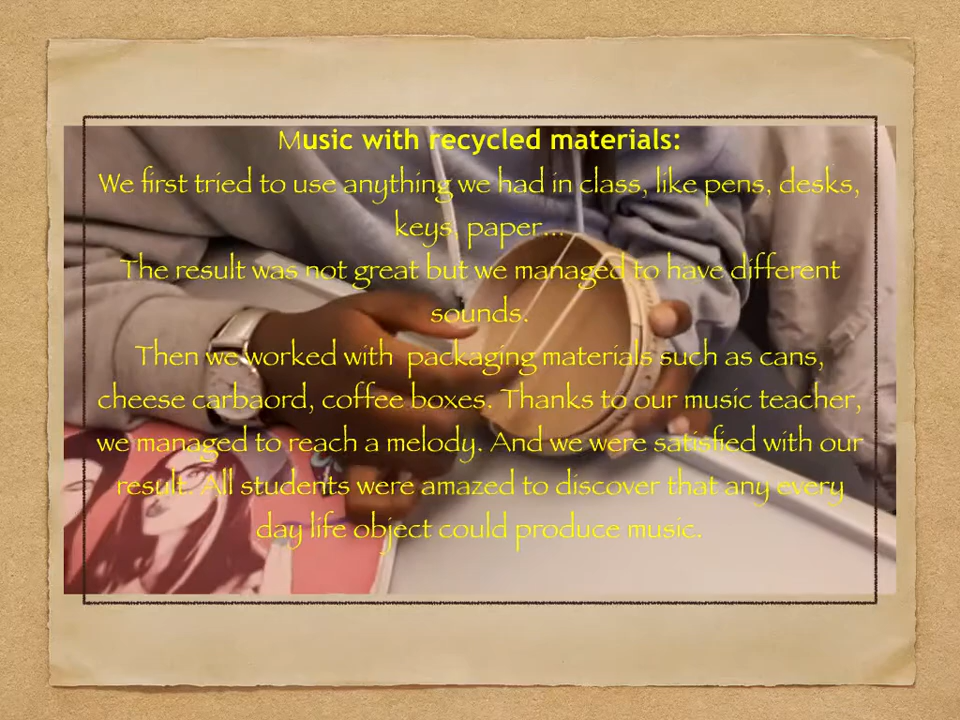 Music with recycled materials:
We first tried to use anything we had in class, like pens, desks,
keys, paper...
The result was not great but we managed to have different
sounds.
Then we worked with packaging materials such as cans,
cheese carbaord, coffee boxes. Thanks to our music teacher,
we managed to reach a melody. And we were satisfied with our
result. All students were amazed to discover that any every
day life object could produce music.